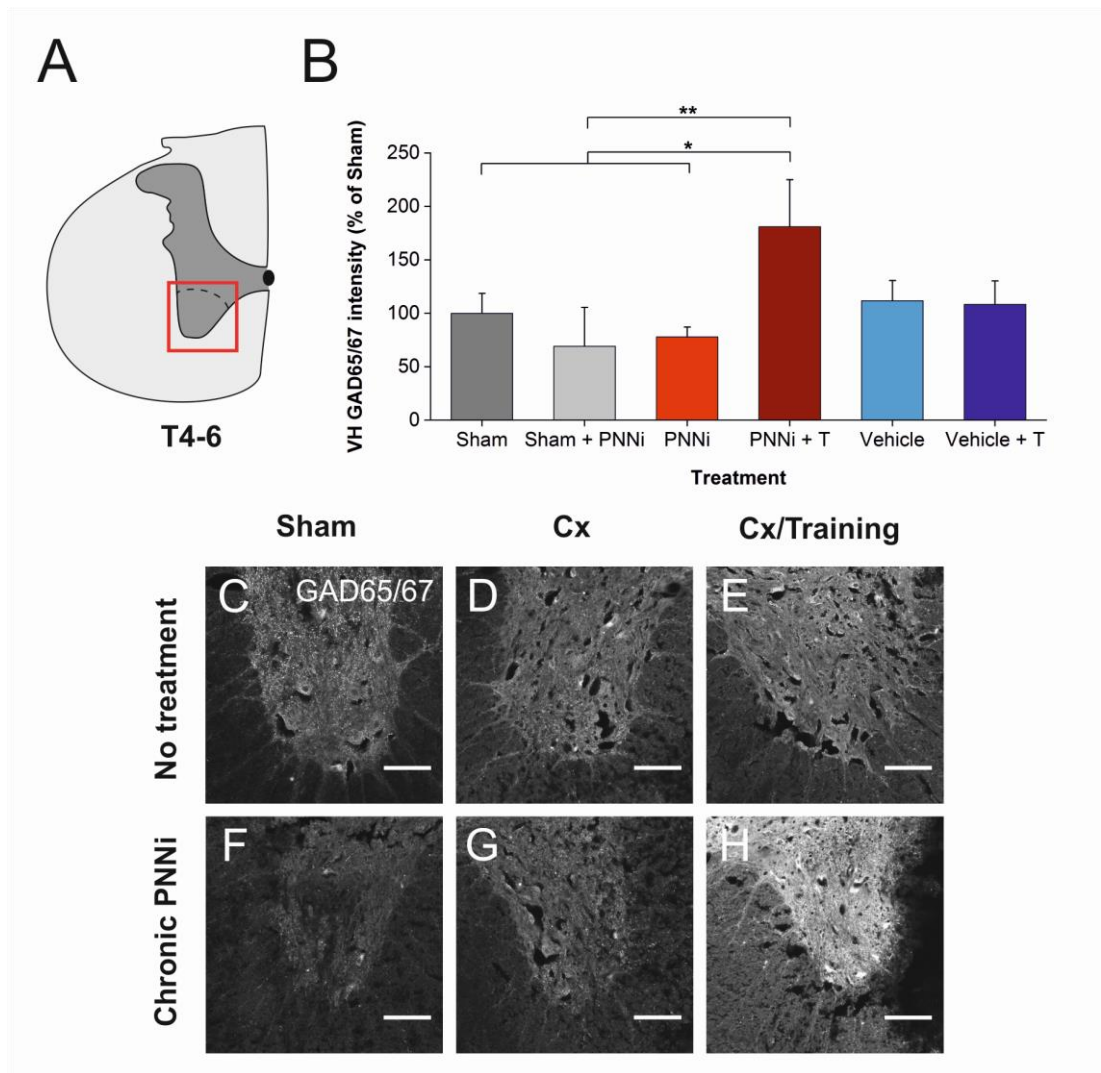 A
B
T4-6
VH GAD65/67 intensity (% of Sham)
250
200
150
100
50
0
**
*
Sham
Sham + PNNi
PNNi
PNNi + T
Vehicle
Vehicle + T
Treatment
Sham
Cx
Cx/Training
No treatment
C
GAD65/67
D
E
Chronic PNNi
F
G
H